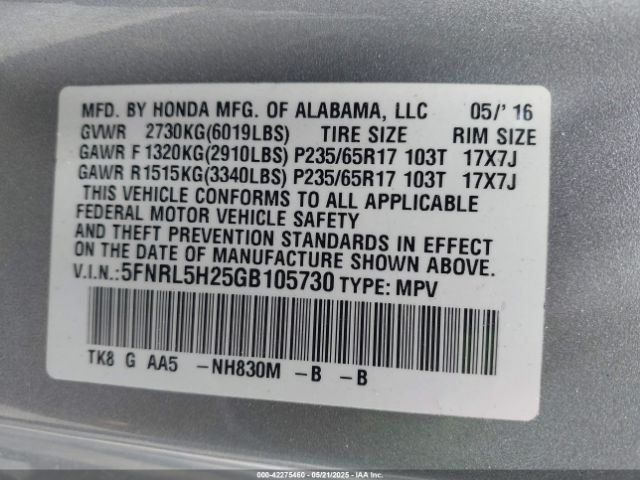 MFD. BY HONDA MFG. OF ALABAMA, LLC 05/' 16
GVWR 2730KG(6019LBS) TIRE SIZE RIM SIZE
GAWR F 1320KG(2910LBS) P235/65R17 103T 17X7J
GAWR R1515KG(3340LBS) P235/65R17 103T 17X7J
THIS VEHICLE CONFORMS TO ALL APPLICABLE
FEDERAL MOTOR VEHICLE SAFETY
AND THEFT PREVENTION STANDARDS IN EFFECT
ON THE DATE OF MANUFACTURE SHOWN ABOVE.
V.I.N.:5FNRL5H25GB105730 TYPE: MPV
TK8 G AA5 -NH830M -B -B
000-42275460 - 05/21/2025 - IAA